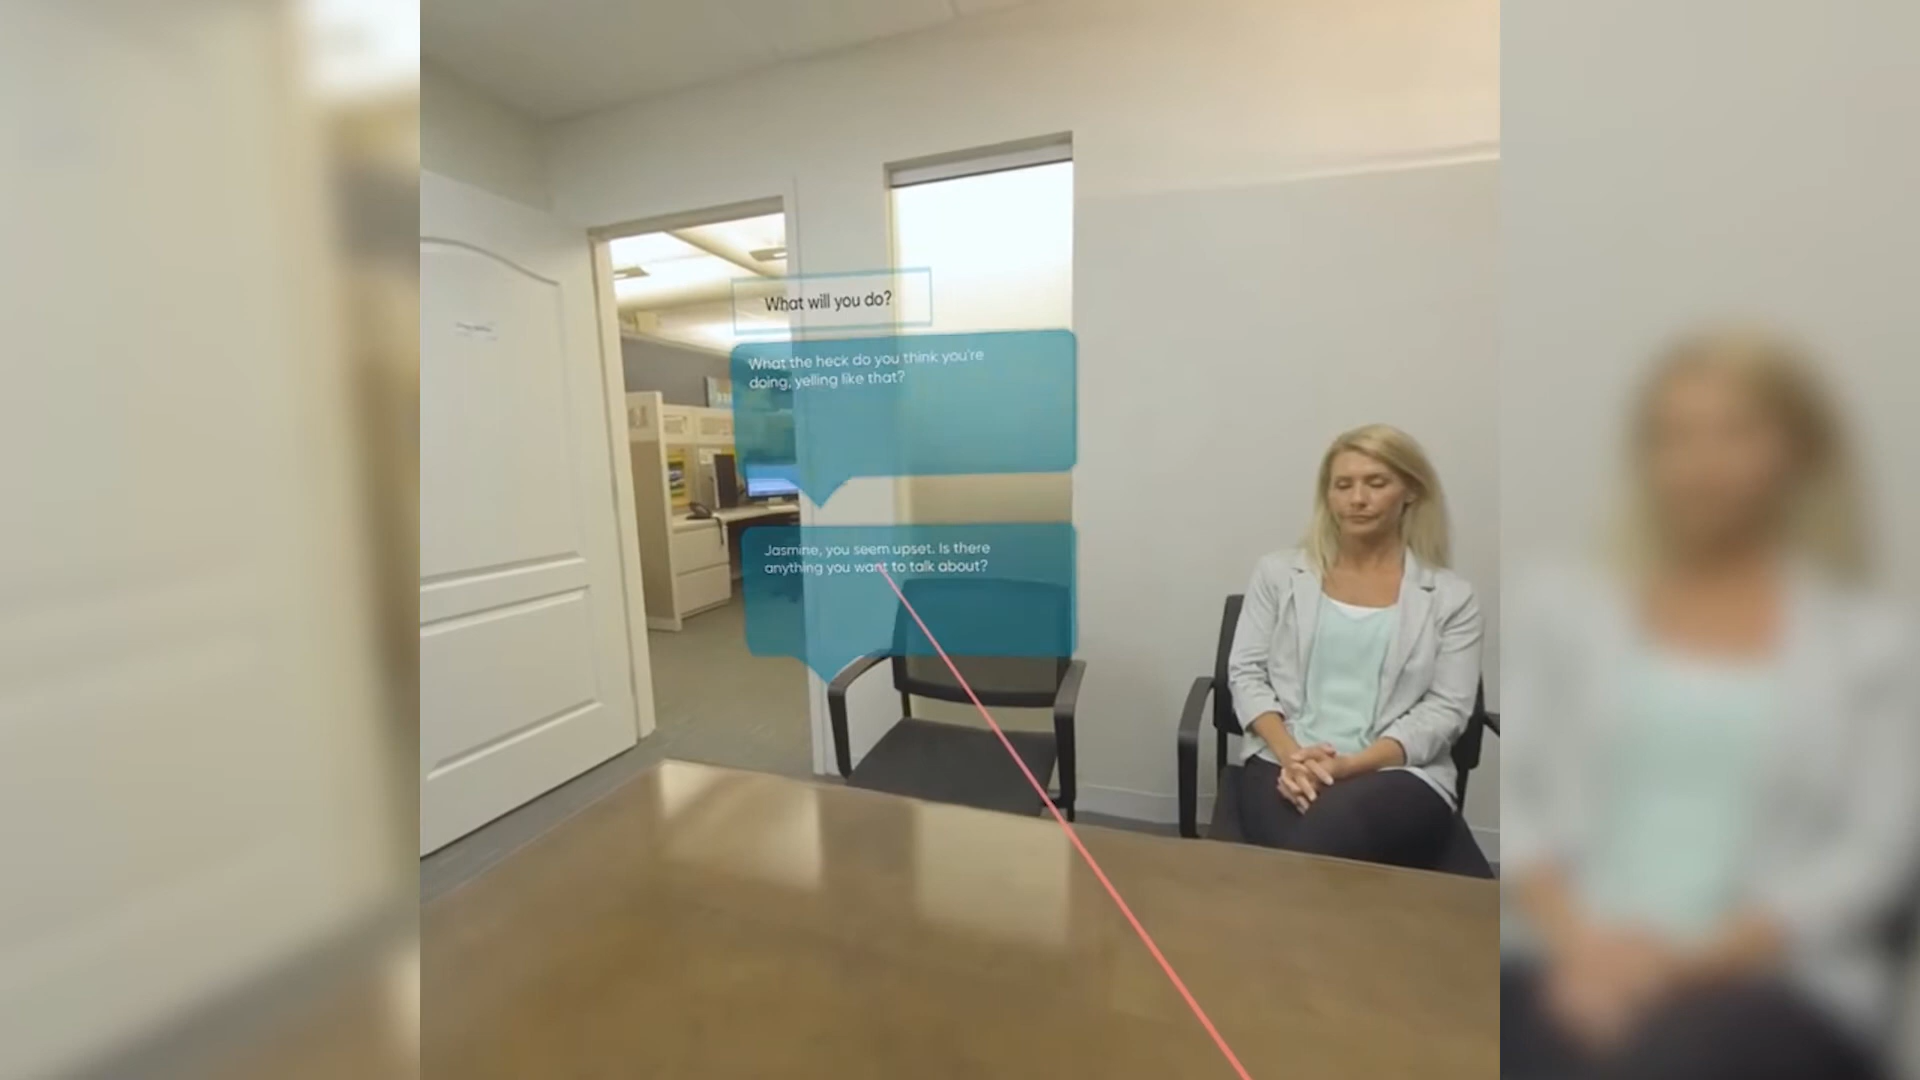 What will you do?
What the heck do you think you're
doing, yelling like that?
Jasmine, you seem upset. Is there
anything you want to talk about?